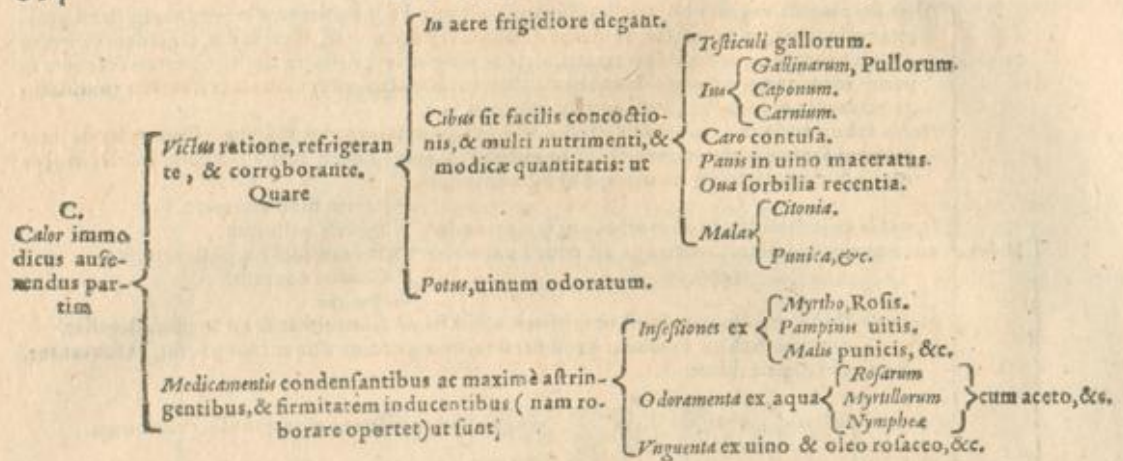 C.
Calor immo
dicus aufe-
rendus par-
tim
Victus ratione, refrigeran
te, & corroborante.
Quare
In aere frigidiore degant.
Cibus sit facilis concoctio-
nis, & multi nutrimenti, &
modicæ quantitatis: ut
Testiculi gallorum.
Ius
Gallinarum, Pullorum.
Caponum.
Carnium.
Caro contusa.
Panis in uino maceratus.
Oua sorbilia recentia.
Mala
Citonia.
Punica, &c.
Potus, uinum odoratum.
Medicamentis condensantibus ac maximè astrin-
gentibus, & firmitatem inducentibus ( nam ro-
borare oportet) ut sunt,
Insessiones ex
Myrtho, Rosis.
Pampinis uitis.
Malis punicis, &c.
Odoramenta ex aqua
Rosarum
Myrtillorum
Nympheæ
cum aceto, &c.
Vnguenta ex uino & oleo rosaceo, &c.